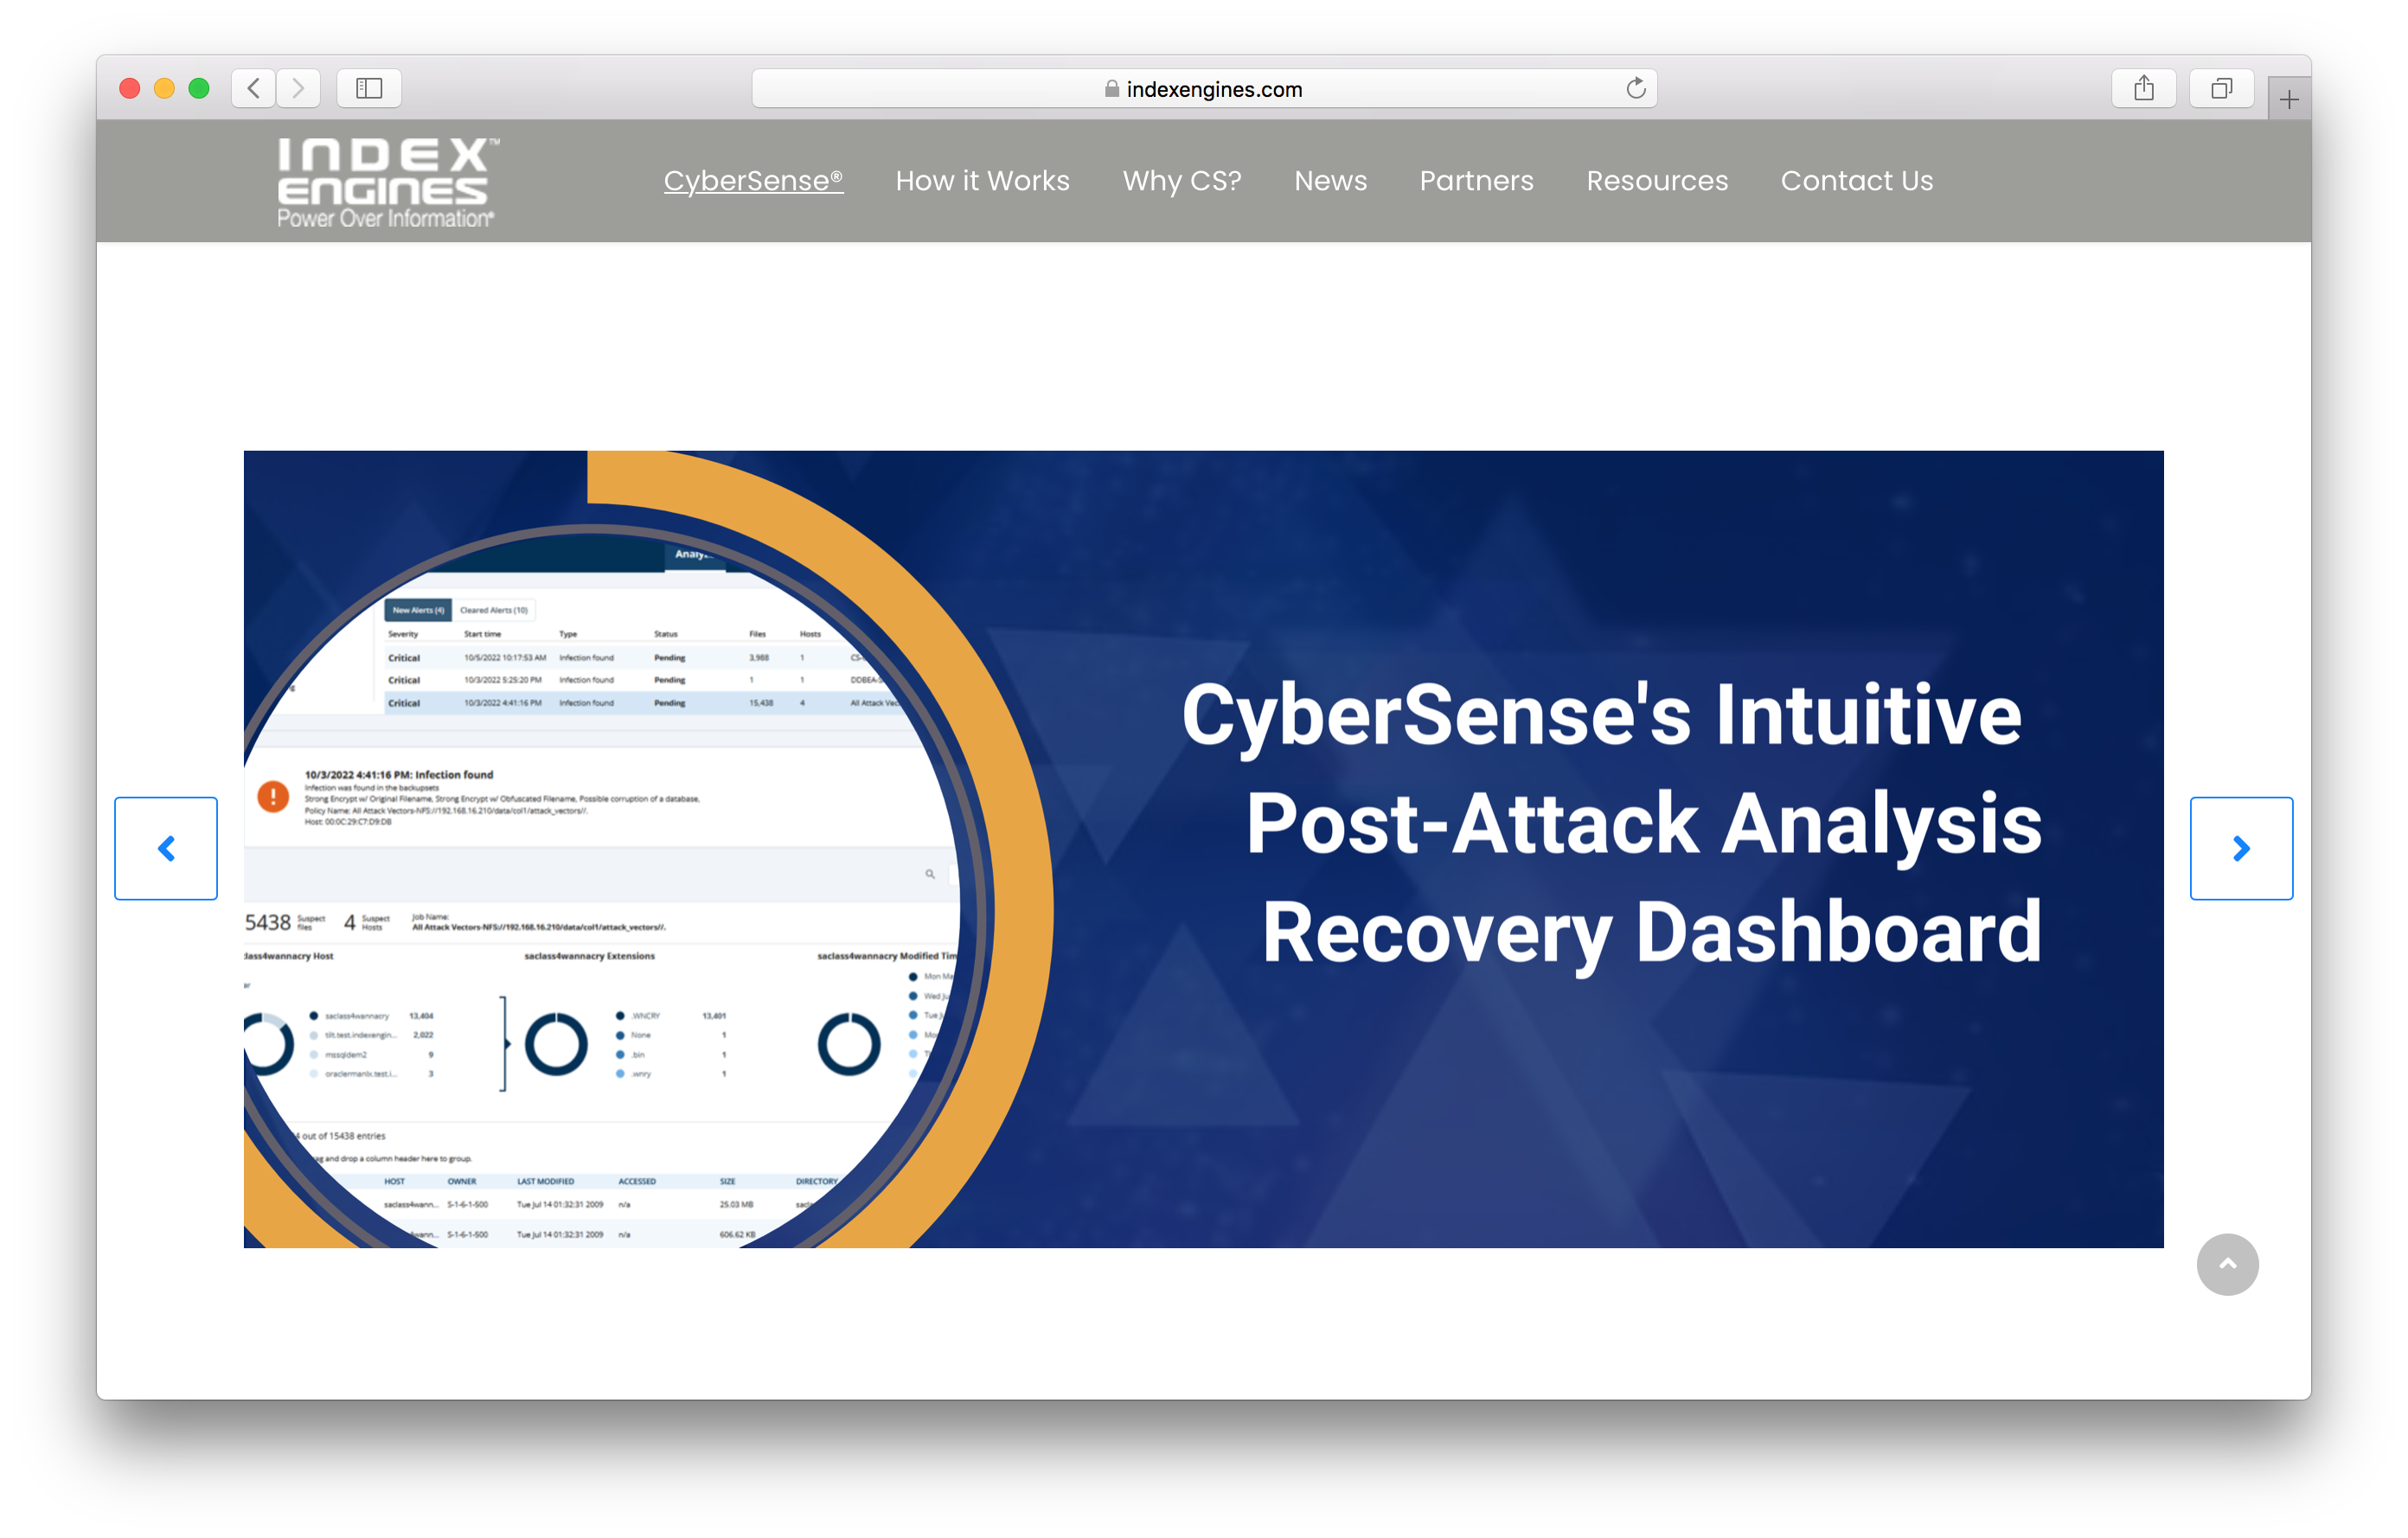 indexengines.com
INDEX™
ENGINES
Power Over Information®
CyberSense® How it Works Why CS? News Partners Resources Contact Us
New Alerts (4) Cleared Alerts (10)
Severity Start time Type Status Files Hosts
Critical 10/5/2022 10:17:53 AM Infection found Pending 3,988 1
Critical 10/3/2022 5:25:20 PM Infection found Pending 1 1 DDBEA-S
Critical 10/3/2022 4:41:16 PM Infection found Pending 15,438 4 All Attack Vec
10/3/2022 4:41:16 PM: Infection found
Infection was found in the backupsets
Strong Encrypt w/ Original Filename, Strong Encrypt w/ Obfuscated Filename, Possible corruption of a database,
Policy Name: All Attack Vectors-NFS://192.168.16.210/data/col1/attack_vectors//.
Host: 00:0C:29:C7:D9:DB
5438 Suspect files 4 Suspect Hosts
Job Name:
All Attack Vectors-NFS://192.168.16.210/data/col1/attack_vectors//.
lass4wannacry Host saclass4wannacry Extensions saclass4wannacry Modified Tim
saclass4wannacry 13,404
tilt.test.indexengin... 2,022
mssqldem2 9
oraclermanlx.test.i... 3
.WNCRY 13,401
None 1
.bin 1
.wnry 1
Mon Ma
Wed Ju
Tue Ju
Mo
4 out of 15438 entries
ag and drop a column header here to group.
HOST OWNER LAST MODIFIED ACCESSED SIZE DIRECTORY
saclass4wann... S-1-6-1-500 Tue Jul 14 01:32:31 2009 n/a 25.03 MB
wann... S-1-6-1-500 Tue Jul 14 01:32:31 2009 n/a 606.62 KB
CyberSense's Intuitive
Post-Attack Analysis
Recovery Dashboard